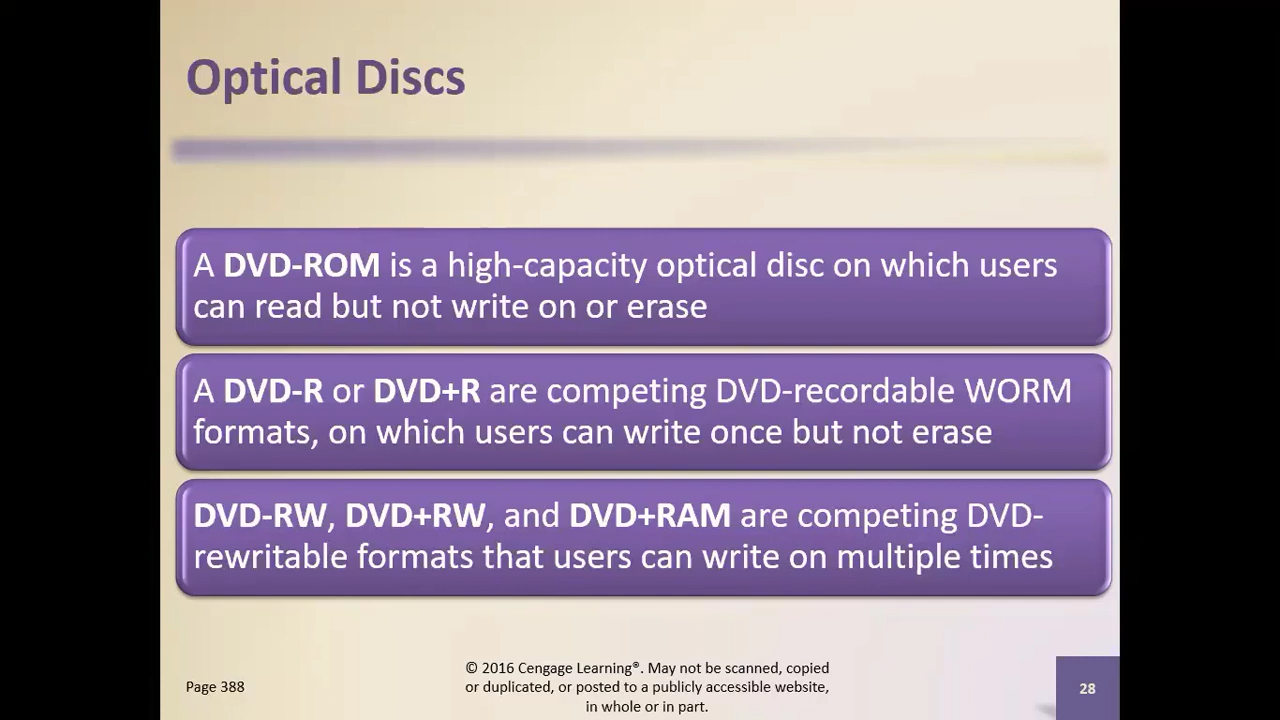 Optical Discs
A DVD-ROM is a high-capacity optical disc on which users
can read but not write on or erase
A DVD-R or DVD+R are competing DVD-recordable WORM
formats, on which users can write once but not erase
DVD-RW, DVD+RW, and DVD+RAM are competing DVD-
rewritable formats that users can write on multiple times
Page 388
© 2016 Cengage Learning®. May not be scanned, copied
or duplicated, or posted to a publicly accessible website,
in whole or in part.
28